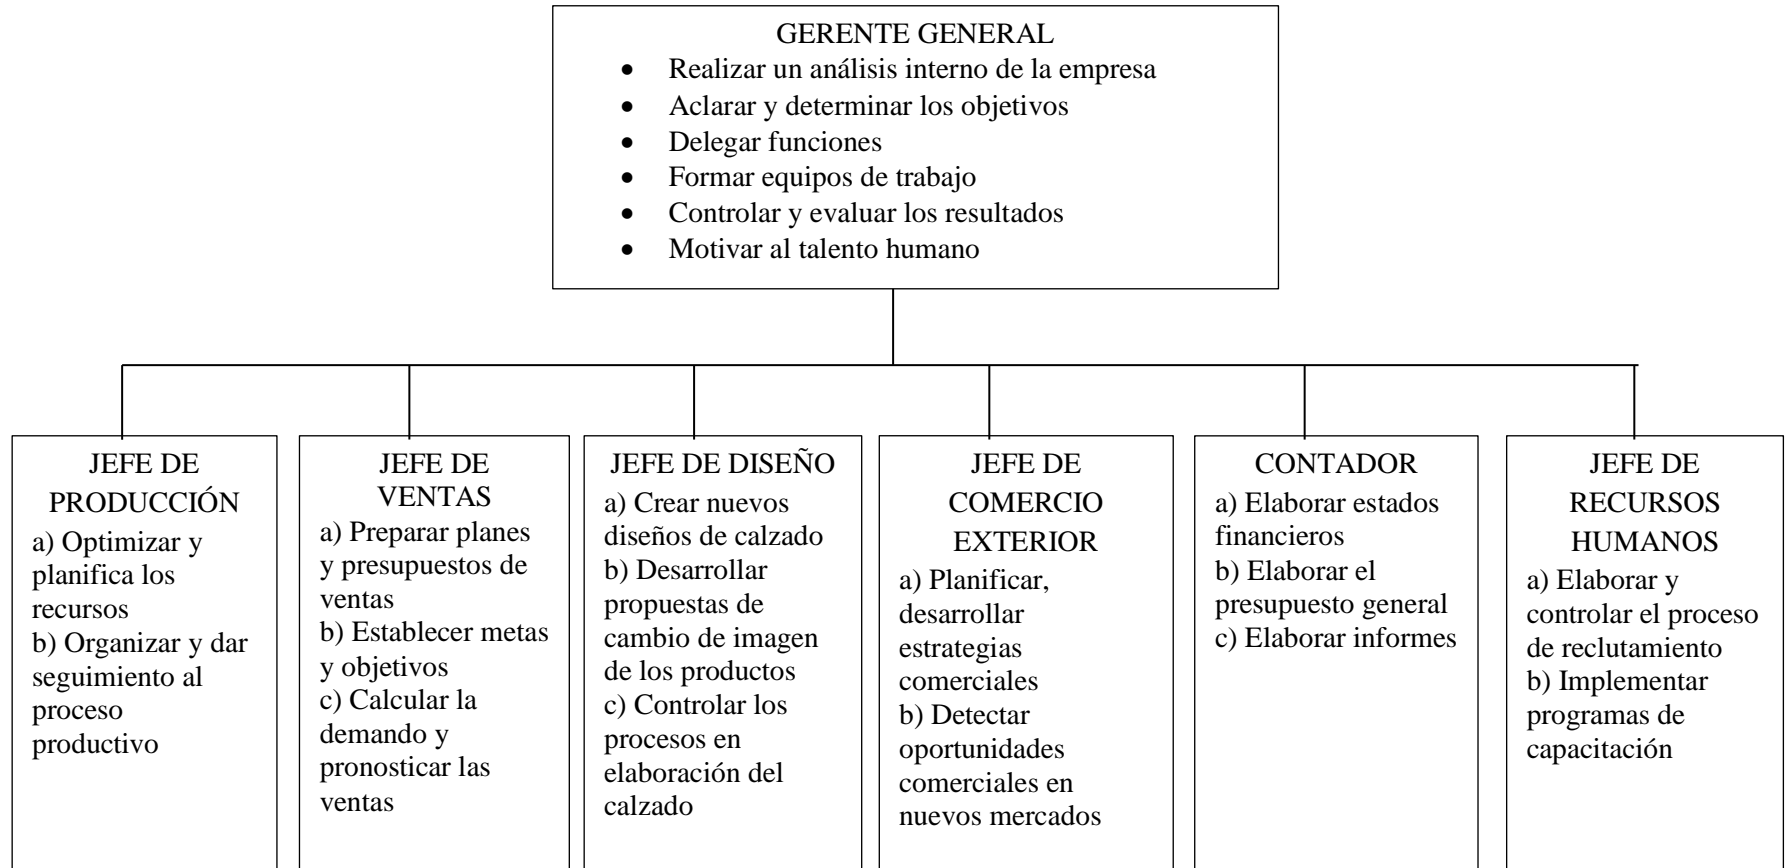 GERENTE GENERAL
• Realizar un análisis interno de la empresa
• Aclarar y determinar los objetivos
• Delegar funciones
• Formar equipos de trabajo
• Controlar y evaluar los resultados
• Motivar al talento humano
JEFE DE
PRODUCCIÓN
a) Optimizar y
planifica los
recursos
b) Organizar y dar
seguimiento al
proceso
productivo
JEFE DE
VENTAS
a) Preparar planes
y presupuestos de
ventas
b) Establecer metas
y objetivos
c) Calcular la
demando y
pronosticar las
ventas
JEFE DE DISEÑO
a) Crear nuevos
diseños de calzado
b) Desarrollar
propuestas de
cambio de imagen
de los productos
c) Controlar los
procesos en
elaboración del
calzado
JEFE DE
COMERCIO
EXTERIOR
a) Planificar,
desarrollar
estrategias
comerciales
b) Detectar
oportunidades
comerciales en
nuevos mercados
CONTADOR
a) Elaborar estados
financieros
b) Elaborar el
presupuesto general
c) Elaborar informes
JEFE DE
RECURSOS
HUMANOS
a) Elaborar y
controlar el proceso
de reclutamiento
b) Implementar
programas de
capacitación